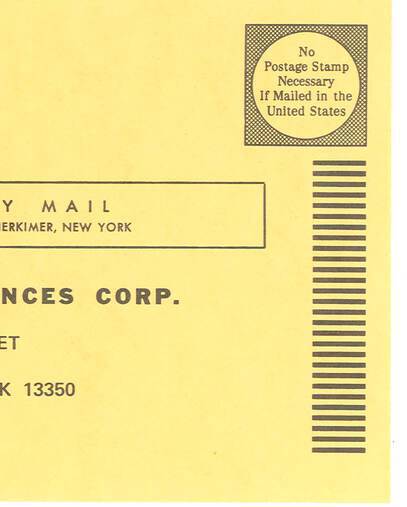 No
Postage Stamp
Necessary
If Mailed in the
United States
Y MAIL
ERKIMER, NEW YORK
NCES CORP.
ET
K 13350